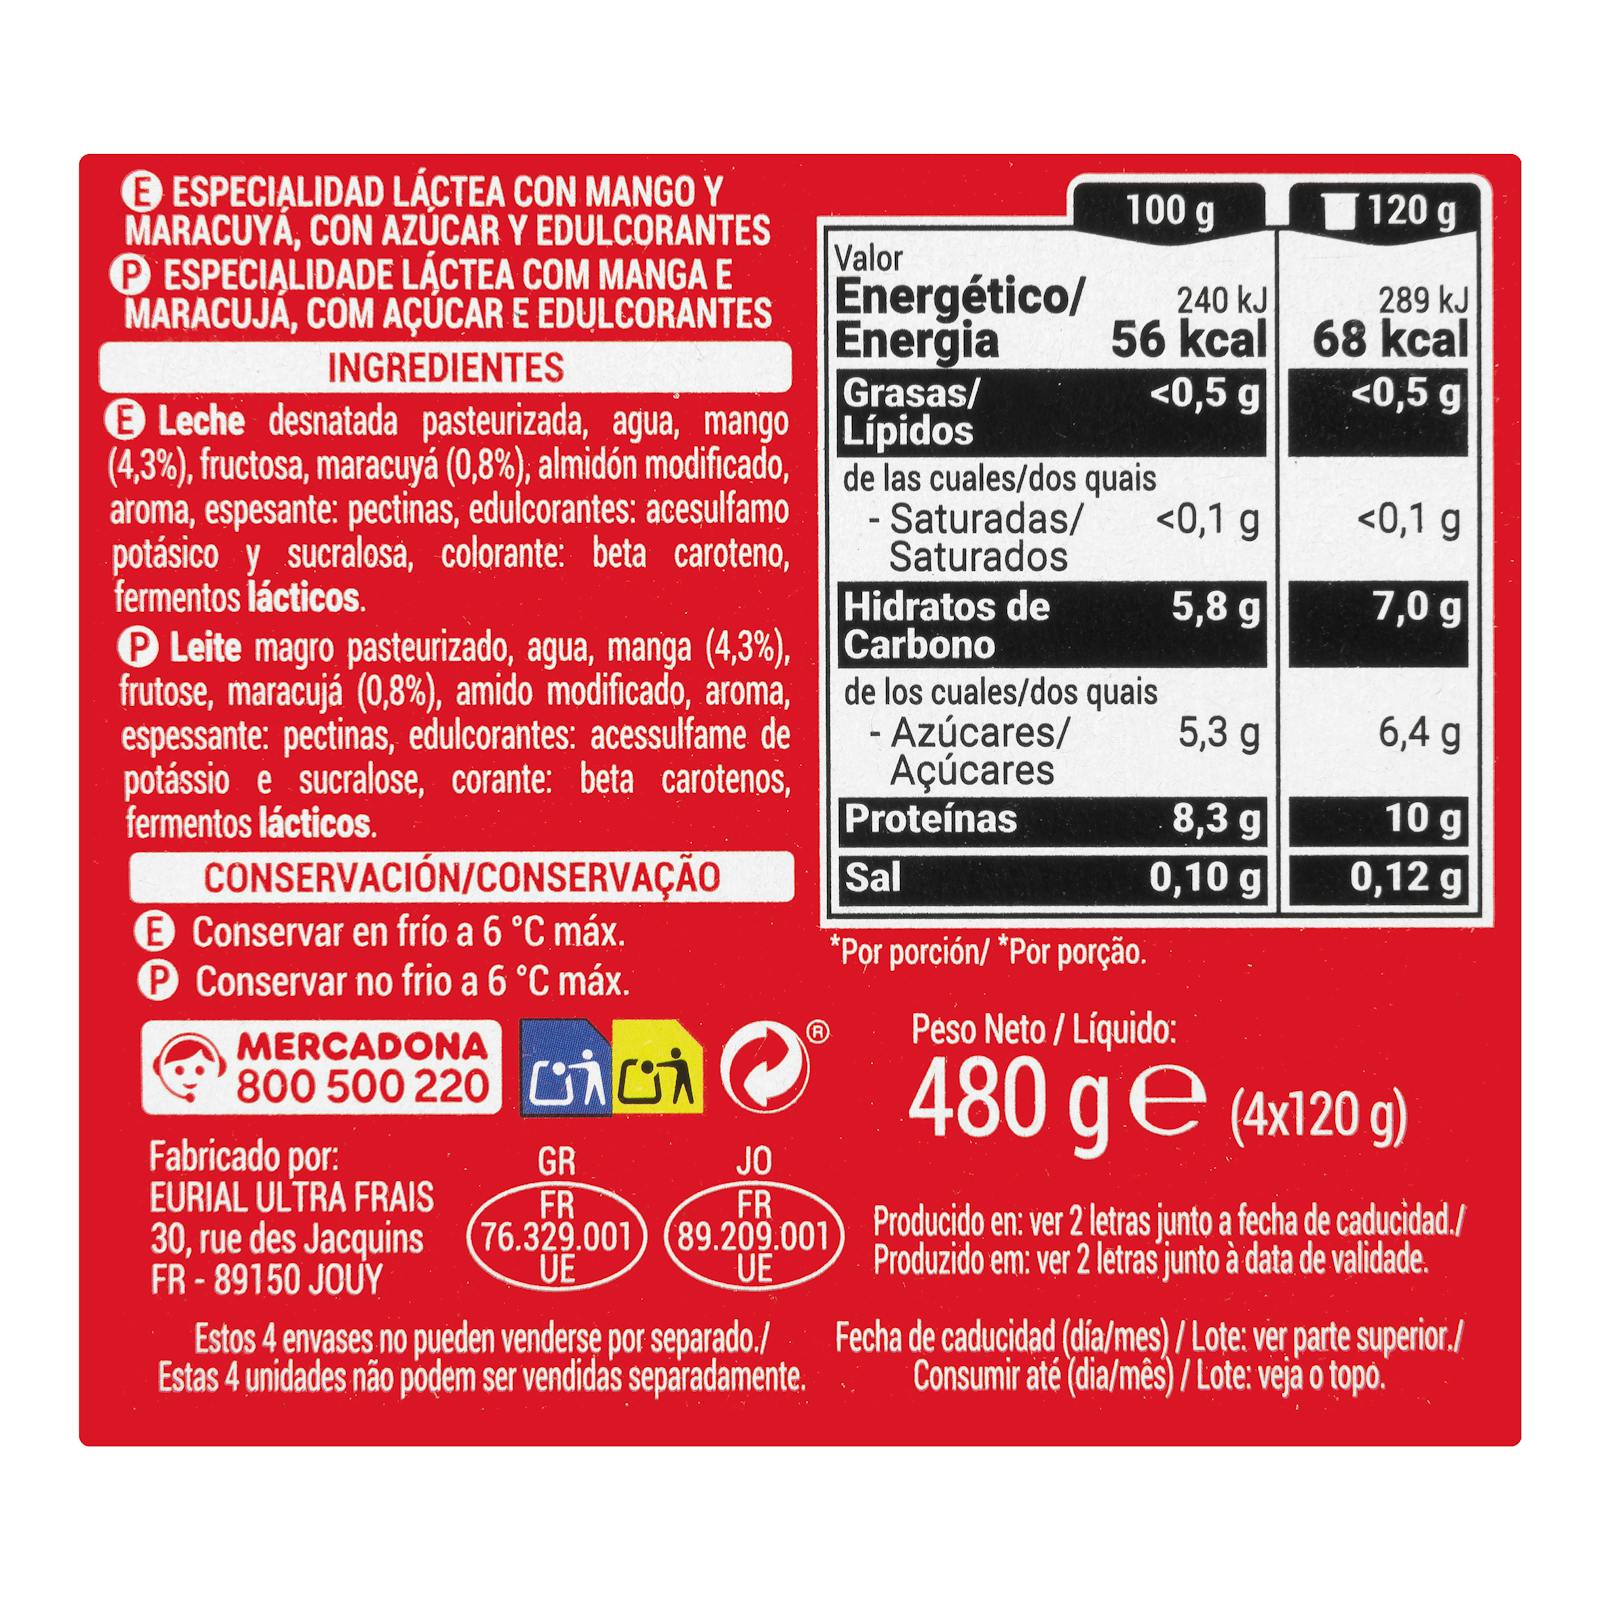 E ESPECIALIDAD LÁCTEA CON MANGO Y
MARACUYÁ, CON AZÚCAR Y EDULCORANTES
P ESPECIALIDADE LÁCTEA COM MANGA E
MARACUJÁ, COM AÇÚCAR E EDULCORANTES
INGREDIENTES
E Leche desnatada pasteurizada, agua, mango
(4,3%), fructosa, maracuyá (0,8%), almidón modificado,
aroma, espesante: pectinas, edulcorantes: acesulfamo
potásico y sucralosa, colorante: beta caroteno,
fermentos lácticos.
P Leite magro pasteurizado, agua, manga (4,3%),
frutose, maracujá (0,8%), amido modificado, aroma,
espessante: pectinas, edulcorantes: acessulfame de
potássio e sucralose, corante: beta carotenos,
fermentos lácticos.
CONSERVACIÓN/CONSERVAÇÃO
E Conservar en frío a 6 °C máx.
P Conservar no frio a 6 °C máx.
MERCADONA
800 500 220
®
Fabricado por:
EURIAL ULTRA FRAIS
30, rue des Jacquins
FR - 89150 JOUY
GR
FR
76.329.001
UE
JO
FR
89.209.001
UE
Estos 4 envases no pueden venderse por separado./
Estas 4 unidades não podem ser vendidas separadamente.
100 g 120 g
Valor
Energético/ 240 kJ 289 kJ
Energia 56 kcal 68 kcal
Grasas/ <0,5 g <0,5 g
Lípidos
de las cuales/dos quais
- Saturadas/ <0,1 g <0,1 g
Saturados
Hidratos de 5,8 g 7,0 g
Carbono
de los cuales/dos quais
- Azúcares/ 5,3 g 6,4 g
Açúcares
Proteínas 8,3 g 10 g
Sal 0,10 g 0,12 g
*Por porción/ *Por porção.
Peso Neto / Líquido:
480 g e (4x120 g)
Producido en: ver 2 letras junto a fecha de caducidad./
Produzido em: ver 2 letras junto à data de validade.
Fecha de caducidad (día/mes) / Lote: ver parte superior./
Consumir até (dia/mês) / Lote: veja o topo.